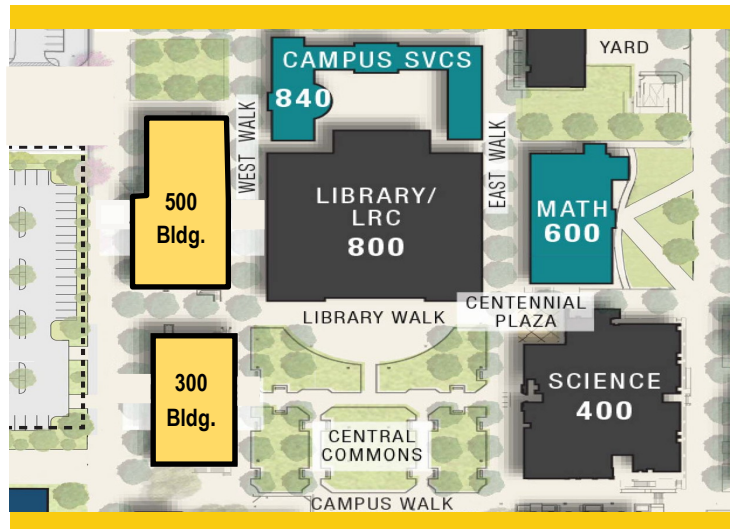 YARD
CAMPUS SVCS
840
WEST WALK
EAST WALK
500
Bldg.
LIBRARY/
LRC
800
MATH
600
CENTENNIAL
PLAZA
LIBRARY WALK
300
Bldg.
SCIENCE
400
CENTRAL
COMMONS
CAMPUS WALK